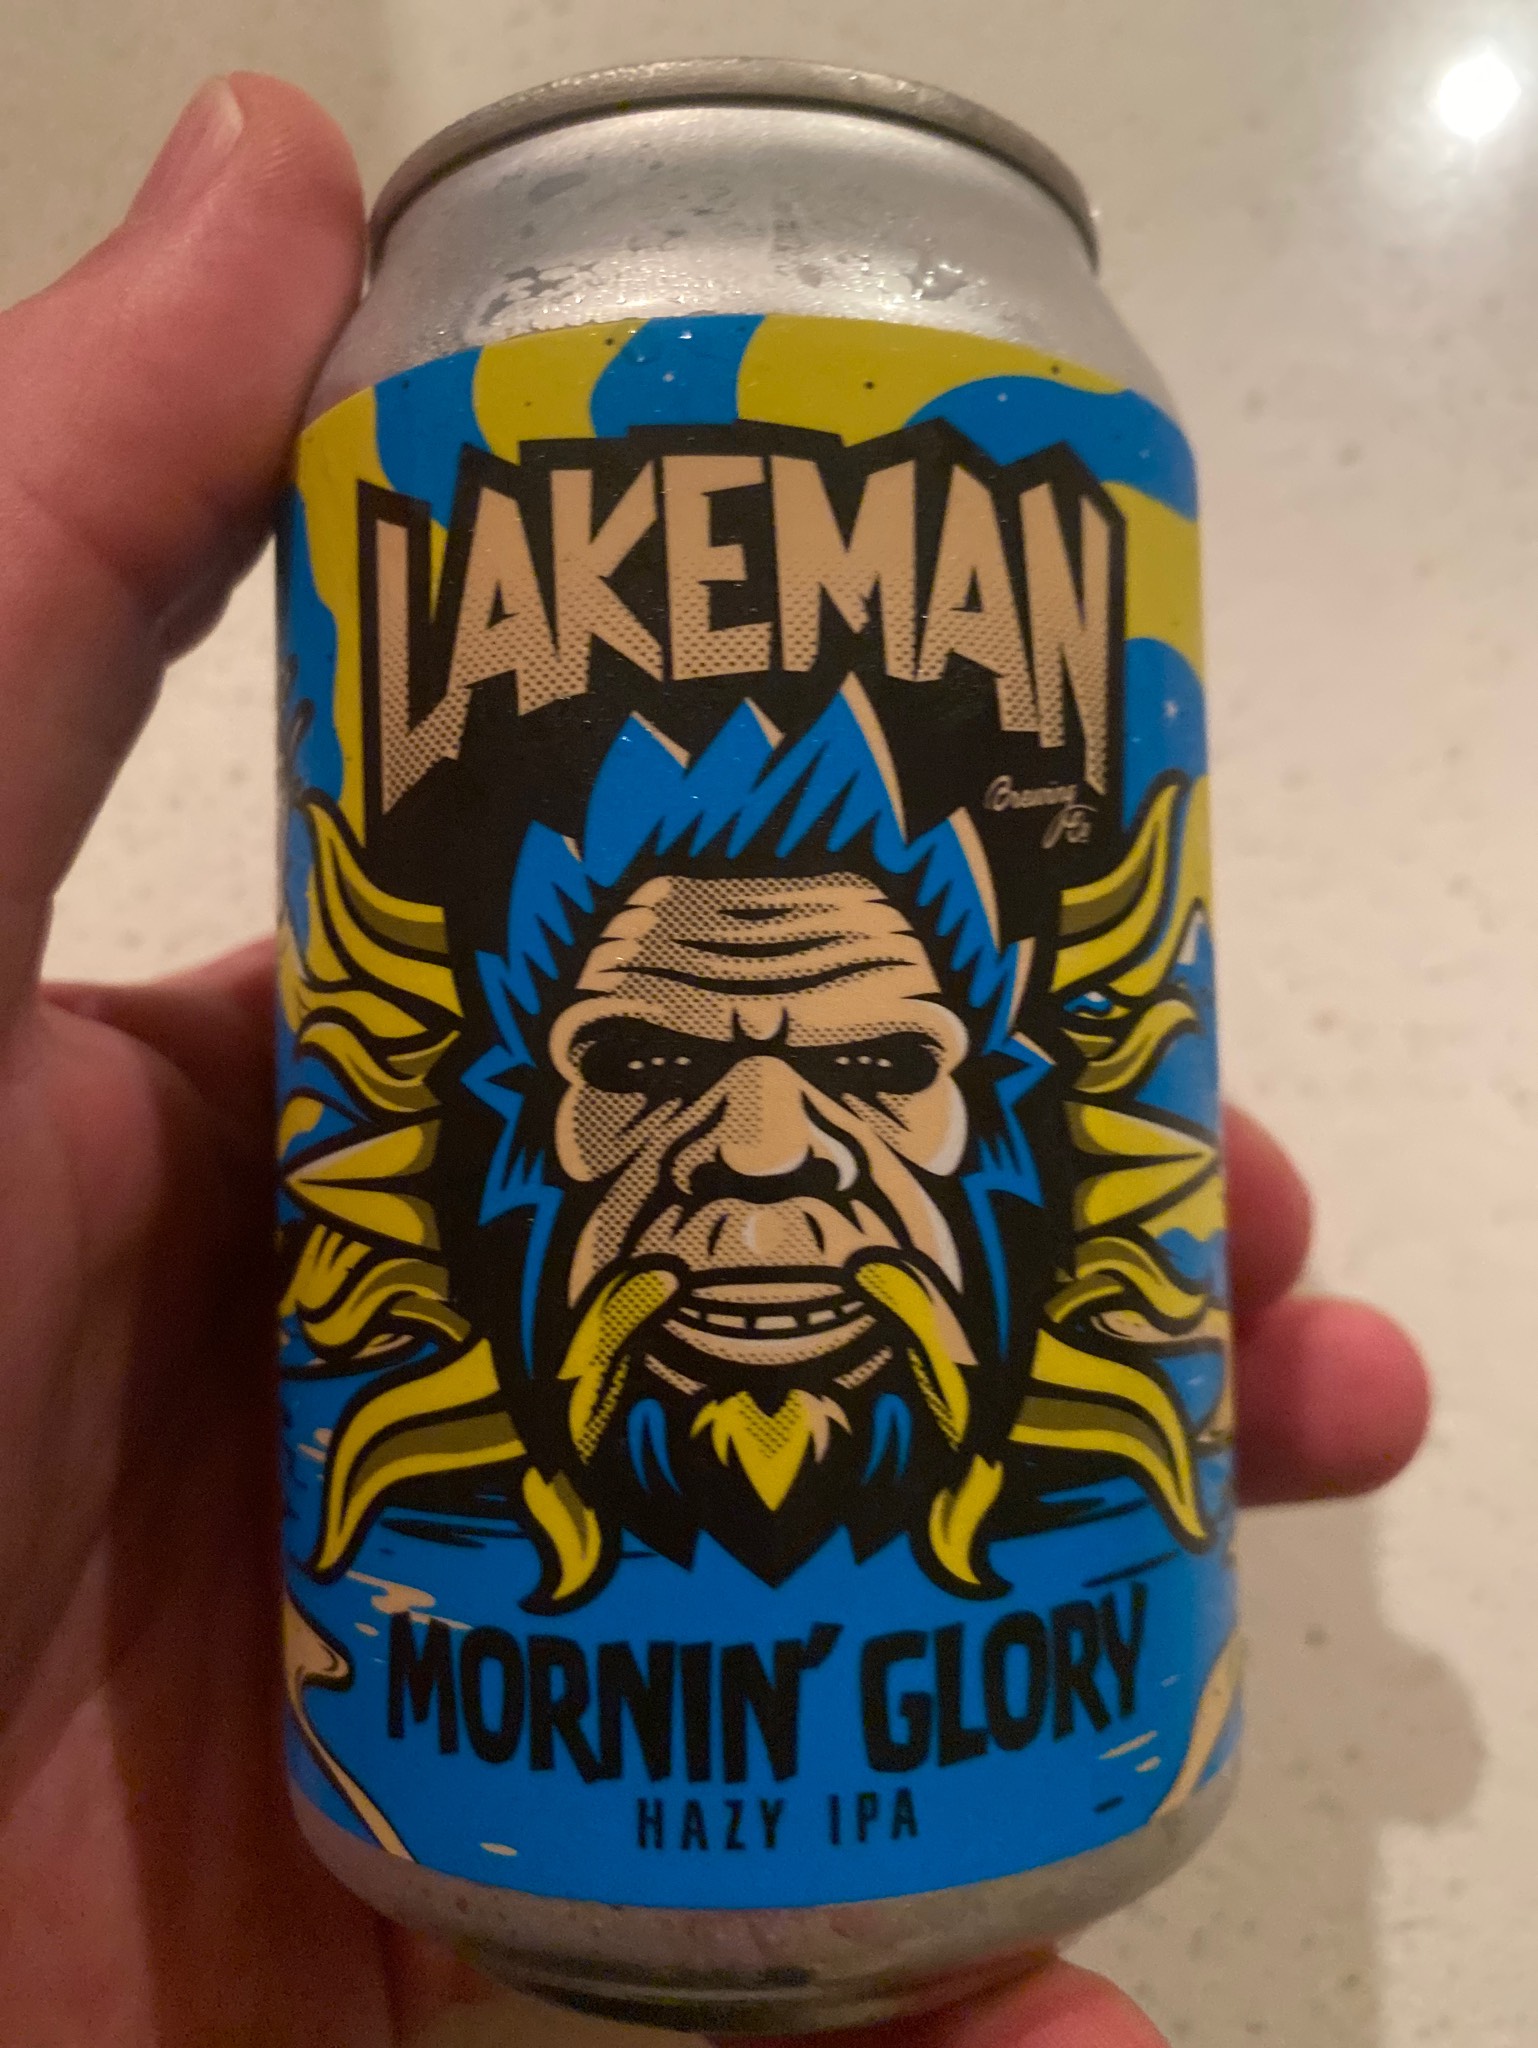 LAKEMAN
Brewing Co
MORNIN' GLORY
HAZY IPA